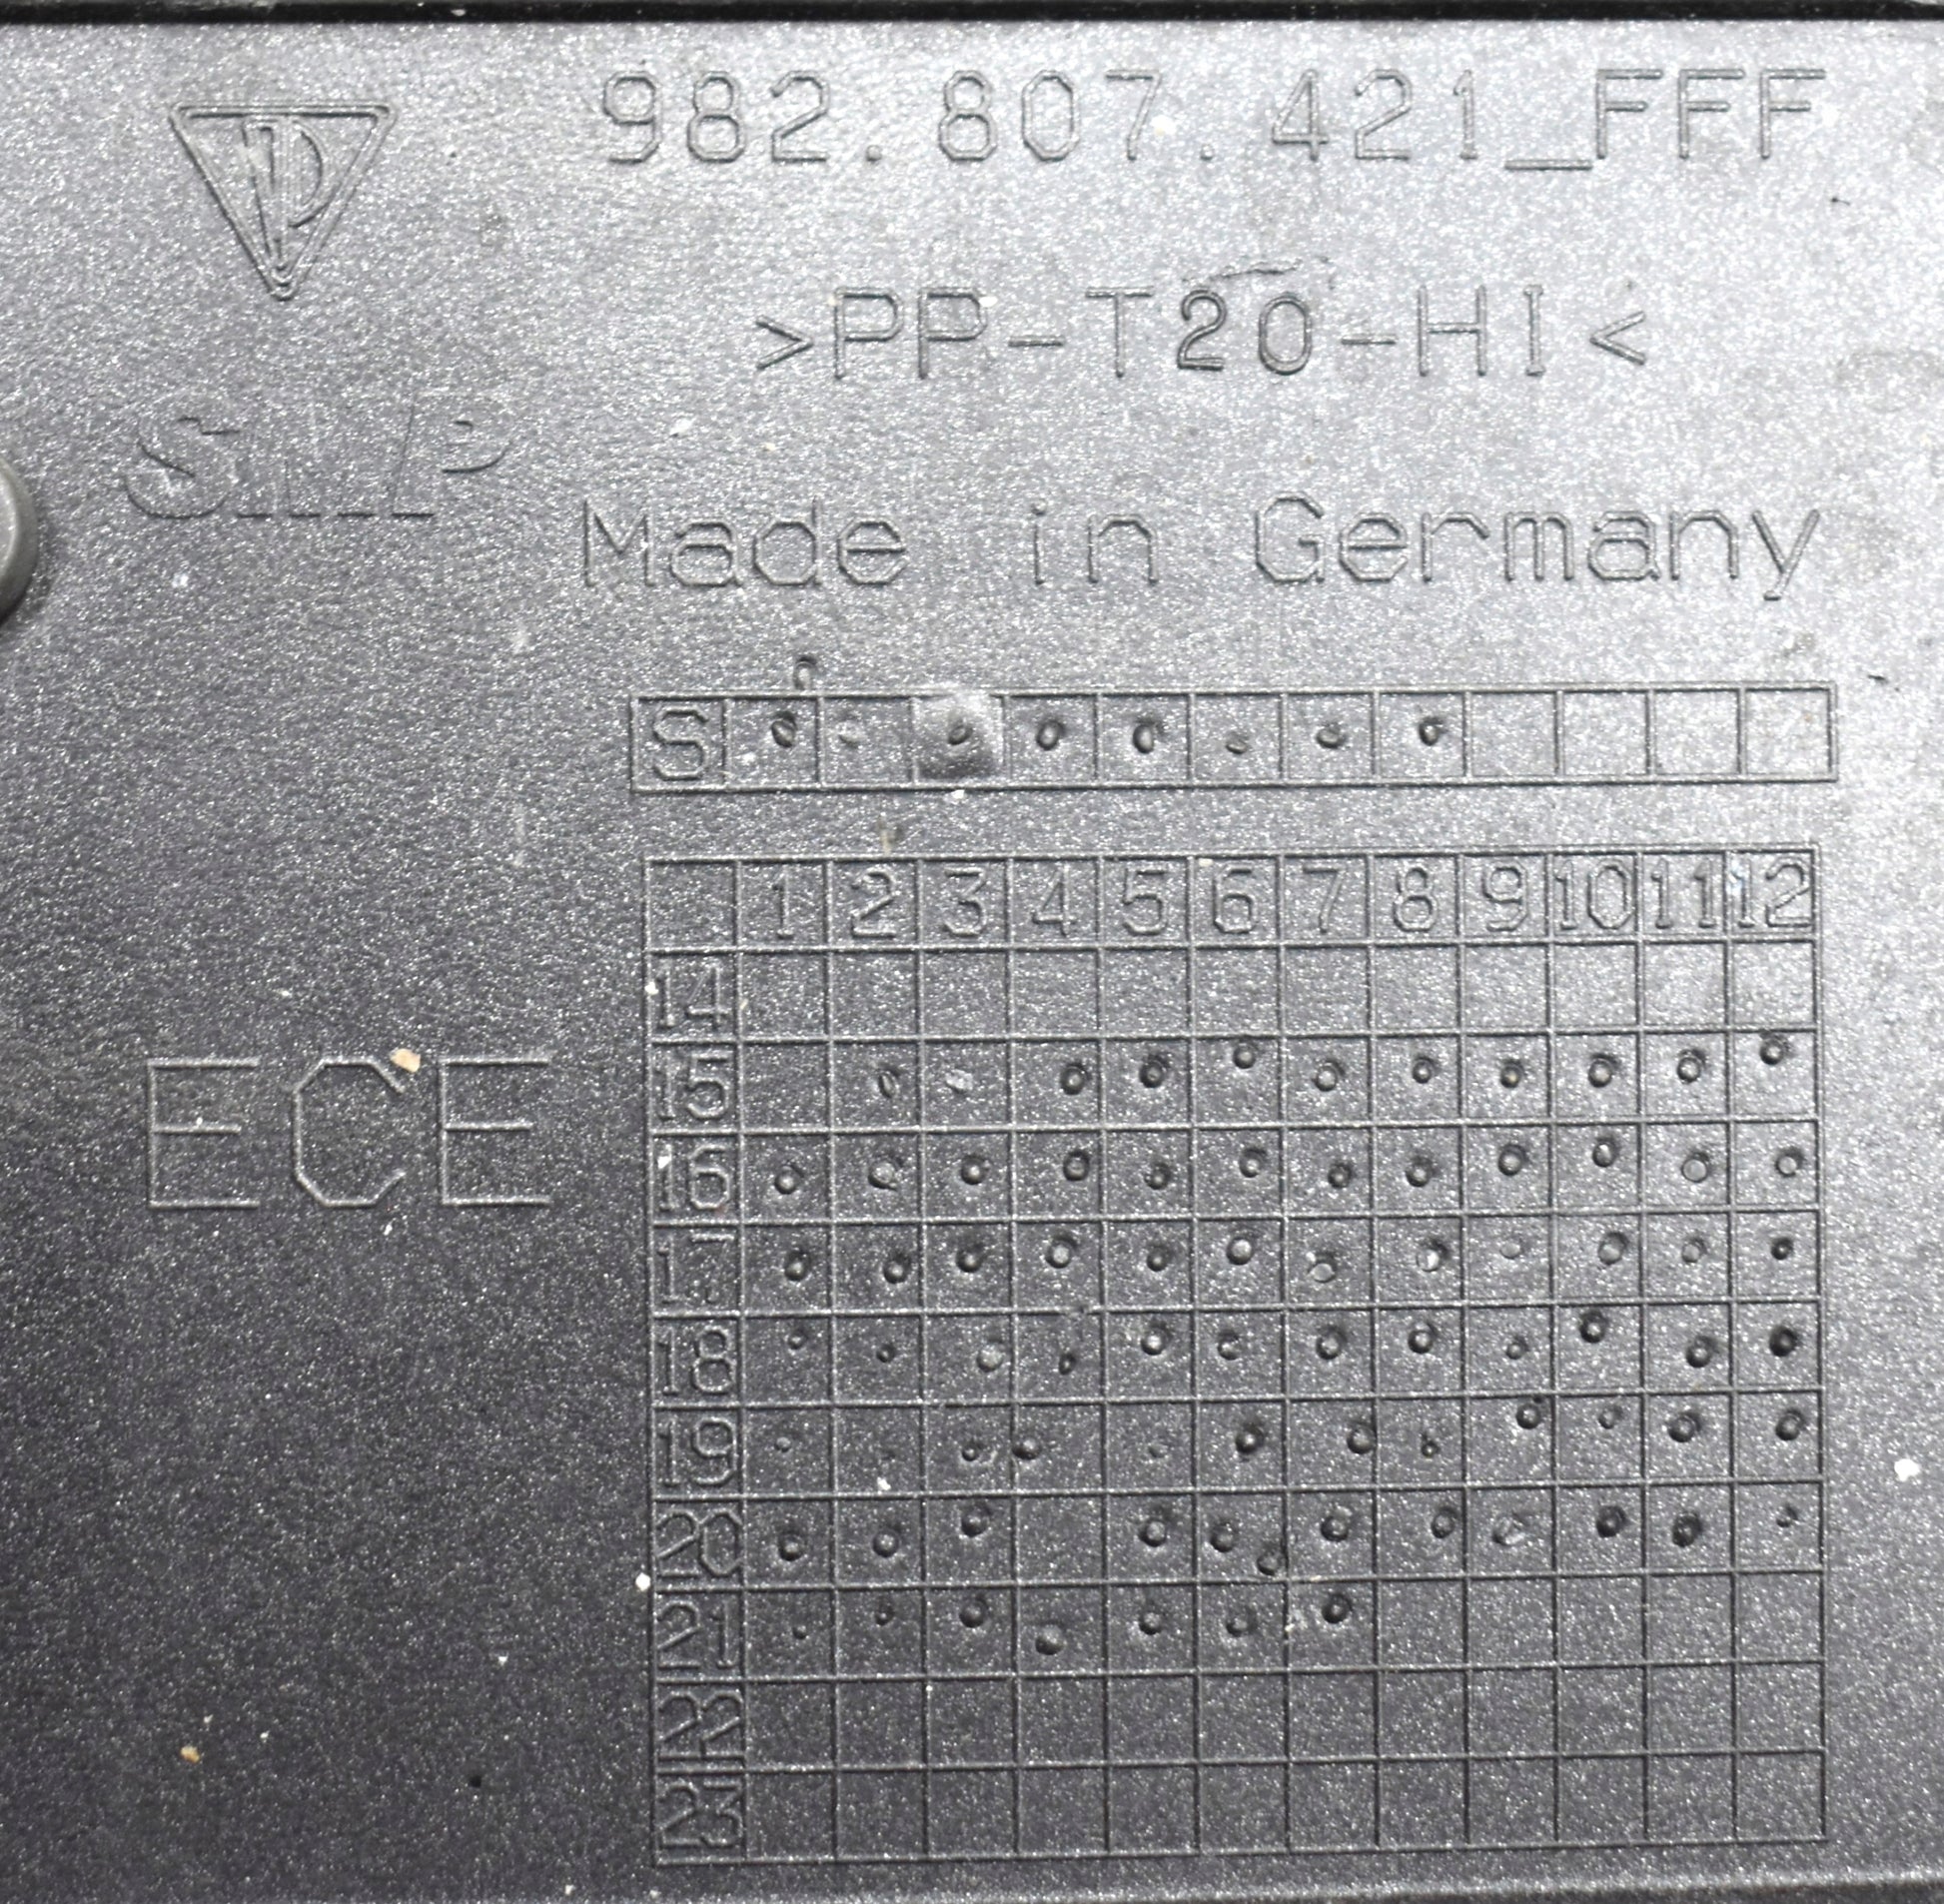 982.807.421_FFF
>PP-T20-HI<
SMP
Made in Germany
S
1 2 3 4 5 6 7 8 9 10 11 12
14
15
ECE
16
17
18
19
20
21
22
23